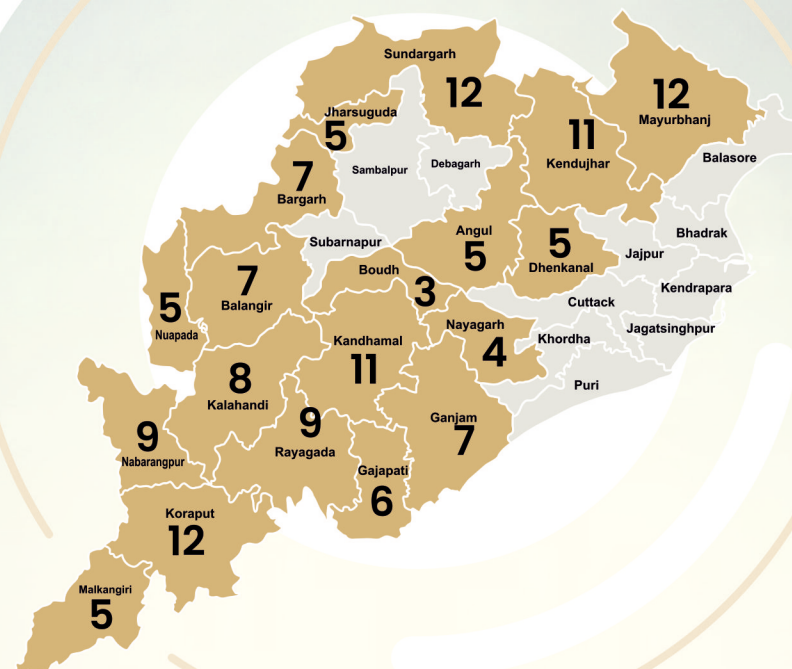 Sundargarh
12
12
Mayurbhanj
Jharsuguda
5
11
Kendujhar
Balasore
Debagarh
Sambalpur
7
Bargarh
Angul
5
5
Dhenkanal
Bhadrak
Subarnapur
Jajpur
Boudh
3
7
Balangir
Kendrapara
Cuttack
5
Nuapada
Nayagarh
4
Jagatsinghpur
Khordha
Kandhamal
11
8
Kalahandi
Puri
Ganjam
7
9
Rayagada
9
Nabarangpur
Gajapati
6
Koraput
12
Malkangiri
5